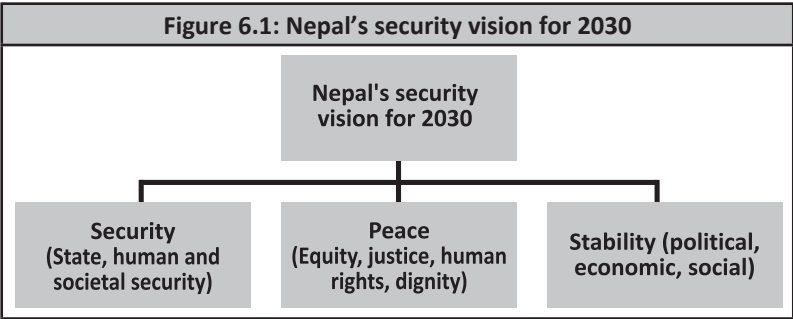 Figure 6.1: Nepal’s security vision for 2030
Nepal's security
vision for 2030
Security
(State, human and
societal security)
Peace
(Equity, justice, human
rights, dignity)
Stability (political,
economic, social)